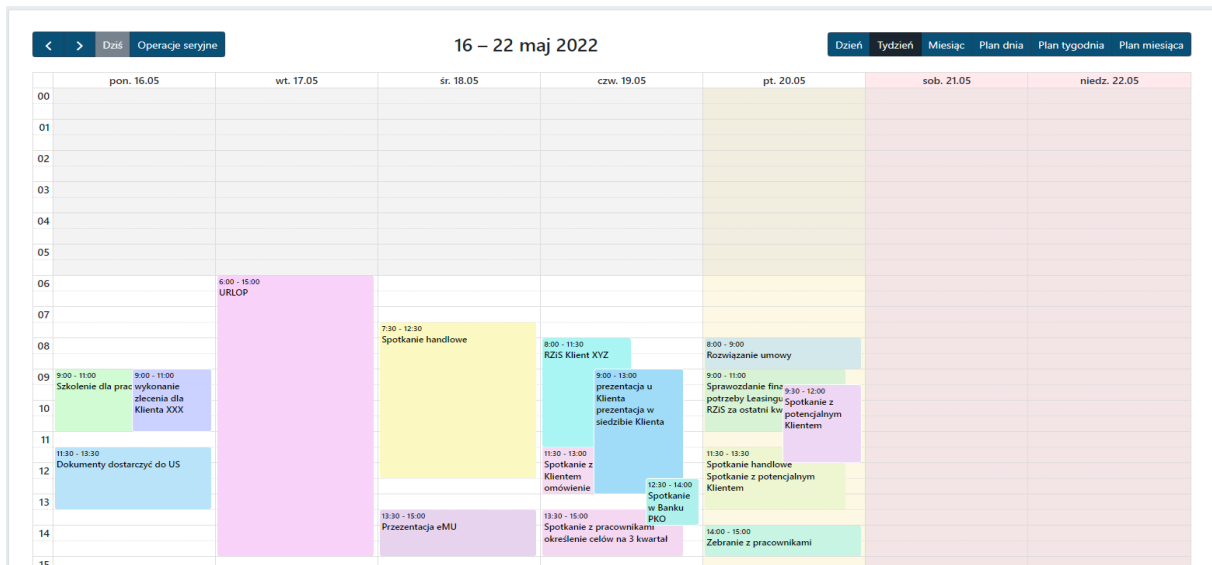 Dziś Operacje seryjne
16 – 22 maj 2022
Dzień Tydzień Miesiąc Plan dnia Plan tygodnia Plan miesiąca
pon. 16.05 wt. 17.05 śr. 18.05 czw. 19.05 pt. 20.05 sob. 21.05 niedz. 22.05
00
01
02
03
04
05
06
07
08
09
10
11
12
13
14
15
9:00 - 11:00
Szkolenie dla prac
9:00 - 11:00
wykonanie
zlecenia dla
Klienta XXX
11:30 - 13:30
Dokumenty dostarczyć do US
6:00 - 15:00
URLOP
7:30 - 12:30
Spotkanie handlowe
13:30 - 15:00
Przezentacja eMU
8:00 - 11:30
RZiS Klient XYZ
9:00 - 13:00
prezentacja u
Klienta
prezentacja w
siedzibie Klienta
11:30 - 13:00
Spotkanie z
Klientem
omówienie
12:30 - 14:00
Spotkanie
w Banku
PKO
13:30 - 15:00
Spotkanie z pracownikami
określenie celów na 3 kwartał
8:00 - 9:00
Rozwiązanie umowy
9:00 - 11:00
Sprawozdanie fina
potrzeby Leasingu
RZiS za ostatni kw
9:30 - 12:00
Spotkanie z
potencjalnym
Klientem
11:30 - 13:30
Spotkanie handlowe
Spotkanie z potencjalnym
Klientem
14:00 - 15:00
Zebranie z pracownikami